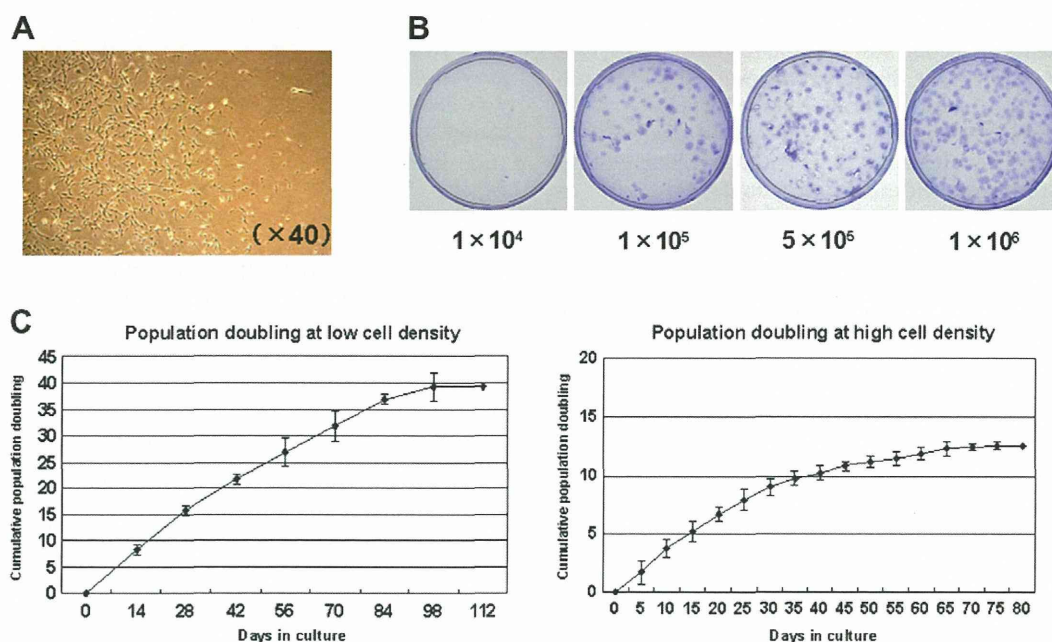 A
(×40)
B
1×10⁴
1×10⁵
5×10⁵
1×10⁶
C
Population doubling at low cell density
Cumulative population doubling
45
40
35
30
25
20
15
10
5
0
0 14 28 42 56 70 84 98 112
Days in culture
Population doubling at high cell density
Cumulative population doubling
20
15
10
5
0
0 5 10 15 20 25 30 35 40 45 50 55 60 65 70 75 80
Days in culture